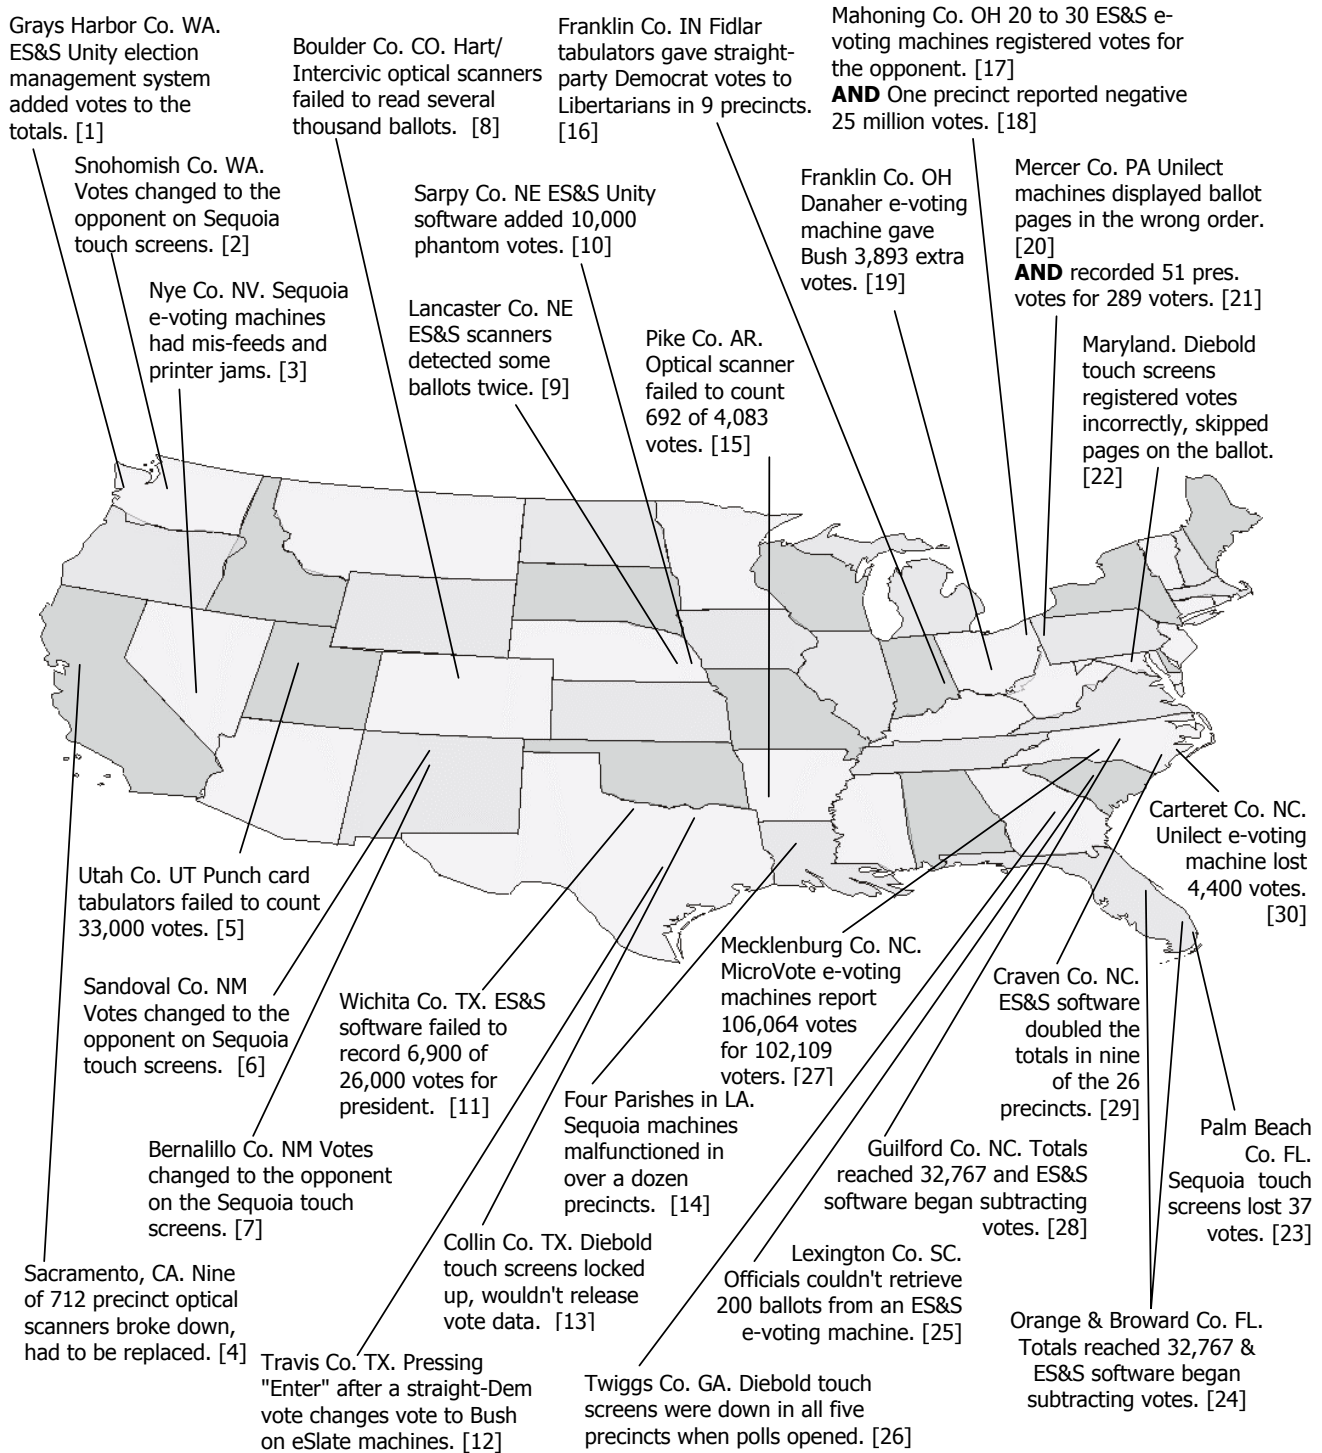 Grays Harbor Co. WA.
ES&S Unity election
management system
added votes to the
totals. [1]
Boulder Co. CO. Hart/
Intercivic optical scanners
failed to read several
thousand ballots. [8]
Franklin Co. IN Fidlar
tabulators gave straight-
party Democrat votes to
Libertarians in 9 precincts.
[16]
Mahoning Co. OH 20 to 30 ES&S e-
voting machines registered votes for
the opponent. [17]
AND One precinct reported negative
25 million votes. [18]
Snohomish Co. WA.
Votes changed to the
opponent on Sequoia
touch screens. [2]
Sarpy Co. NE ES&S Unity
software added 10,000
phantom votes. [10]
Franklin Co. OH
Danaher e-voting
machine gave
Bush 3,893 extra
votes. [19]
Mercer Co. PA Unilect
machines displayed ballot
pages in the wrong order.
[20]
AND recorded 51 pres.
votes for 289 voters. [21]
Nye Co. NV. Sequoia
e-voting machines
had mis-feeds and
printer jams. [3]
Lancaster Co. NE
ES&S scanners
detected some
ballots twice. [9]
Pike Co. AR.
Optical scanner
failed to count
692 of 4,083
votes. [15]
Maryland. Diebold
touch screens
registered votes
incorrectly, skipped
pages on the ballot.
[22]
Utah Co. UT Punch card
tabulators failed to count
33,000 votes. [5]
Carteret Co. NC.
Unilect e-voting
machine lost
4,400 votes.
[30]
Sandoval Co. NM
Votes changed to the
opponent on Sequoia
touch screens. [6]
Wichita Co. TX. ES&S
software failed to
record 6,900 of
26,000 votes for
president. [11]
Mecklenburg Co. NC.
MicroVote e-voting
machines report
106,064 votes
for 102,109
voters. [27]
Craven Co. NC.
ES&S software
doubled the
totals in nine
of the 26
precincts. [29]
Four Parishes in LA.
Sequoia machines
malfunctioned in
over a dozen
precincts. [14]
Palm Beach
Co. FL.
Sequoia touch
screens lost 37
votes. [23]
Bernalillo Co. NM Votes
changed to the opponent
on the Sequoia touch
screens. [7]
Guilford Co. NC. Totals
reached 32,767 and ES&S
software began subtracting
votes. [28]
Collin Co. TX. Diebold
touch screens locked
up, wouldn't release
vote data. [13]
Lexington Co. SC.
Officials couldn't retrieve
200 ballots from an ES&S
e-voting machine. [25]
Sacramento, CA. Nine
of 712 precinct optical
scanners broke down,
had to be replaced. [4]
Orange & Broward Co. FL.
Totals reached 32,767 &
ES&S software began
subtracting votes. [24]
Travis Co. TX. Pressing
"Enter" after a straight-Dem
vote changes vote to Bush
on eSlate machines. [12]
Twiggs Co. GA. Diebold touch
screens were down in all five
precincts when polls opened. [26]